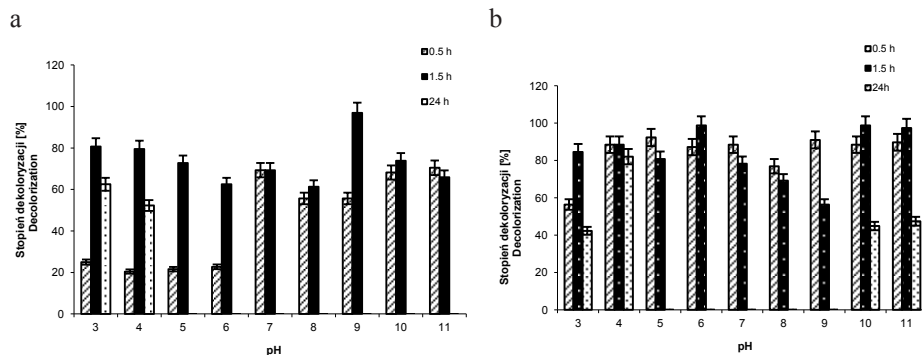 a
0.5 h
1.5 h
24 h
120
100
80
60
40
20
0
Stopień dekoloryzacji [%]
Decolorization
3 4 5 6 7 8 9 10 11
pH
b
0.5 h
1.5 h
24h
120
100
80
60
40
20
0
Stopień dekoloryzacji [%]
Decolorization
3 4 5 6 7 8 9 10 11
pH